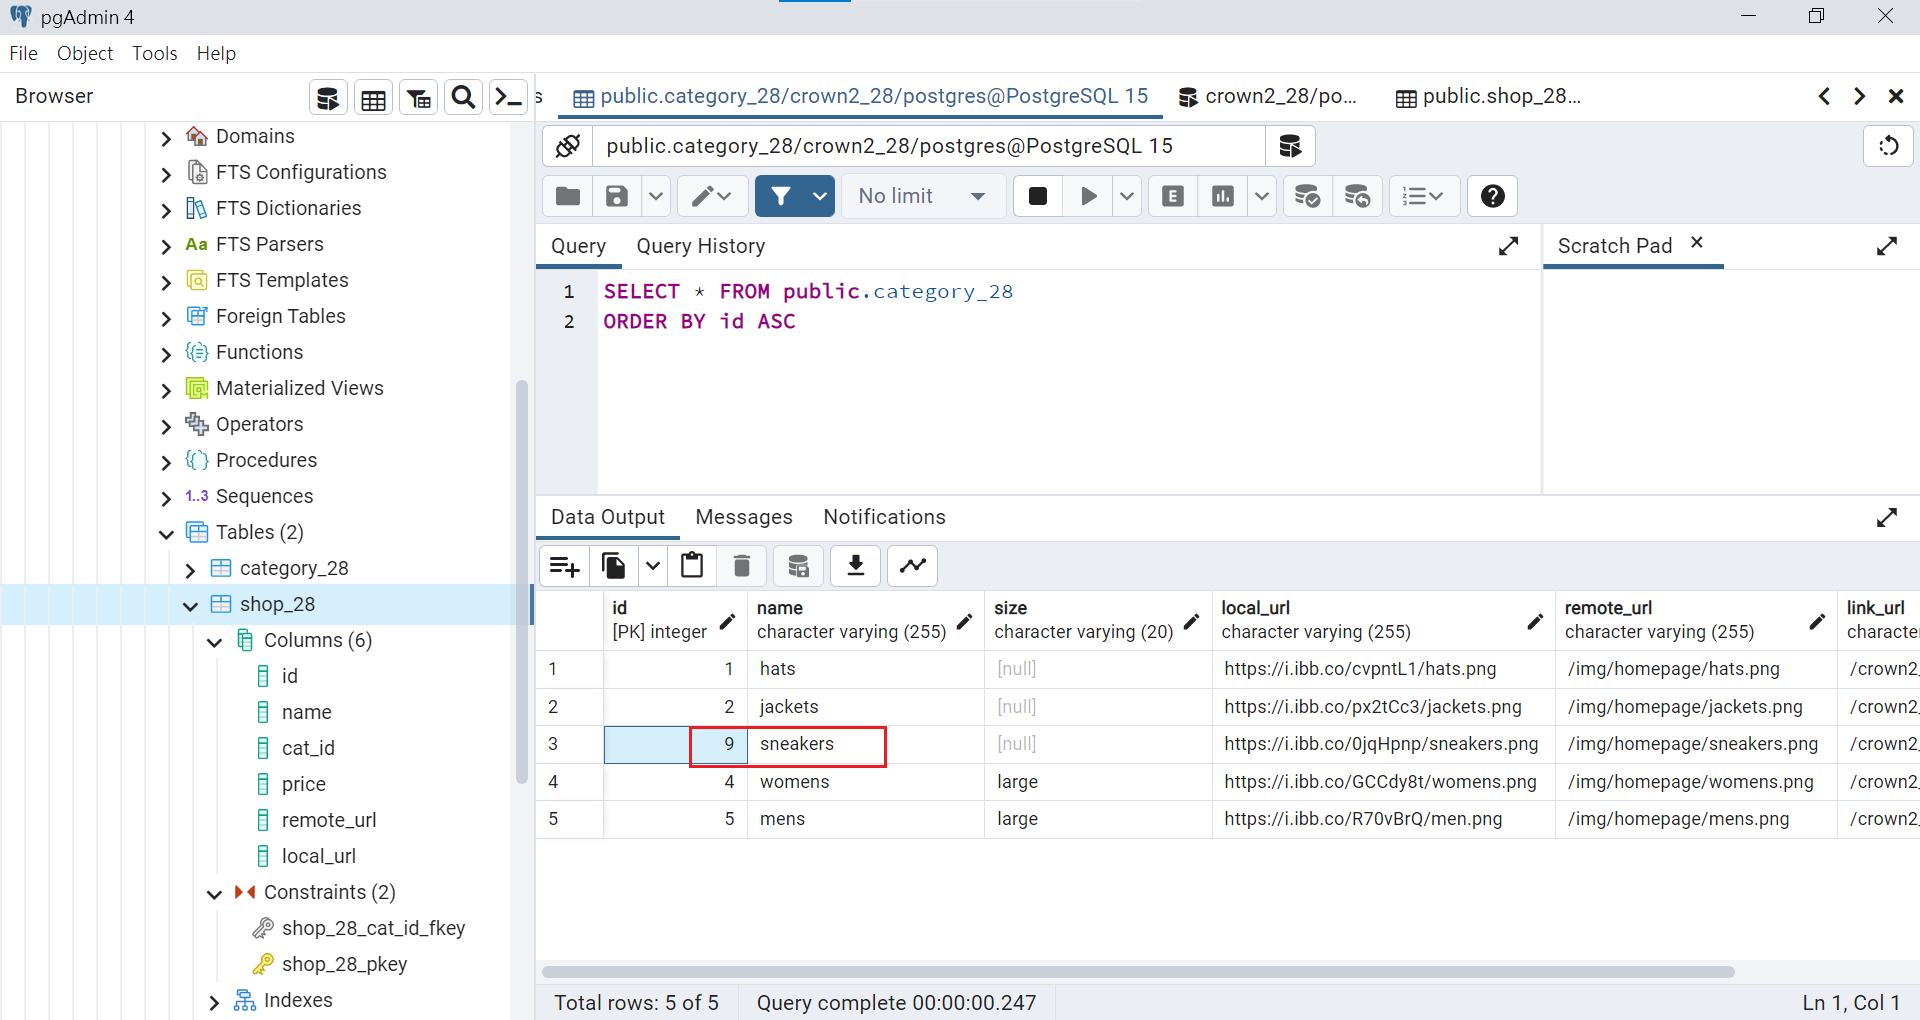 pgAdmin 4
File Object Tools Help
Browser
public.category_28/crown2_28/postgres@PostgreSQL 15
crown2_28/po...
public.shop_28...
Domains
FTS Configurations
FTS Dictionaries
Aa FTS Parsers
FTS Templates
Foreign Tables
Functions
Materialized Views
Operators
Procedures
1..3 Sequences
Tables (2)
category_28
shop_28
Columns (6)
id
name
cat_id
price
remote_url
local_url
Constraints (2)
shop_28_cat_id_fkey
shop_28_pkey
Indexes
public.category_28/crown2_28/postgres@PostgreSQL 15
No limit
E
Query Query History
Scratch Pad
1 SELECT * FROM public.category_28
2 ORDER BY id ASC
Data Output Messages Notifications
id name size local_url remote_url link_url
[PK] integer character varying (255) character varying (20) character varying (255) character varying (255) characte
1 1 hats [null] https://i.ibb.co/cvpntL1/hats.png /img/homepage/hats.png /crown2_
2 2 jackets [null] https://i.ibb.co/px2tCc3/jackets.png /img/homepage/jackets.png /crown2_
3 9 sneakers [null] https://i.ibb.co/0jqHpnp/sneakers.png /img/homepage/sneakers.png /crown2_
4 4 womens large https://i.ibb.co/GCCdy8t/womens.png /img/homepage/womens.png /crown2_
5 5 mens large https://i.ibb.co/R70vBrQ/men.png /img/homepage/mens.png /crown2_
Total rows: 5 of 5 Query complete 00:00:00.247 Ln 1, Col 1